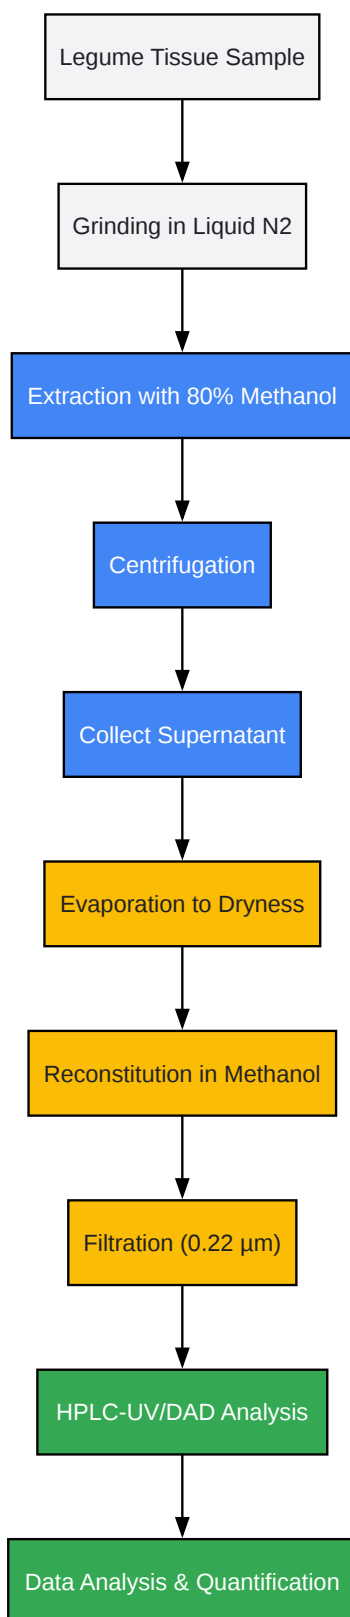 Legume Tissue Sample
Grinding in Liquid N2
Extraction with 80% Methanol
Centrifugation
Collect Supernatant
Evaporation to Dryness
Reconstitution in Methanol
Filtration (0.22 µm)
HPLC-UV/DAD Analysis
Data Analysis & Quantification